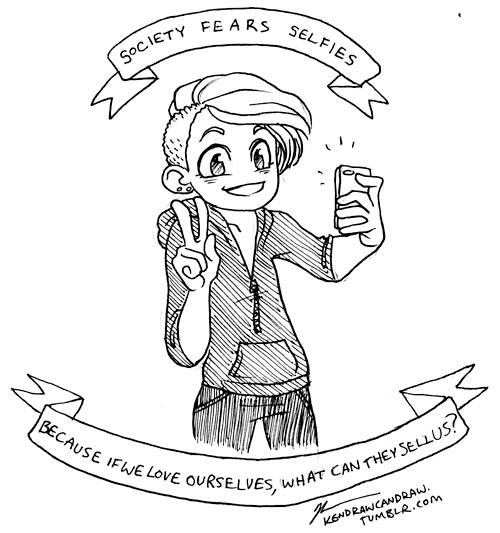 SOCIETY FEARS SELFIES
BECAUSE IF WE LOVE OURSELVES, WHAT CAN THEY SELL US?
KENDRAWCANDRAW.
TUMBLR.COM